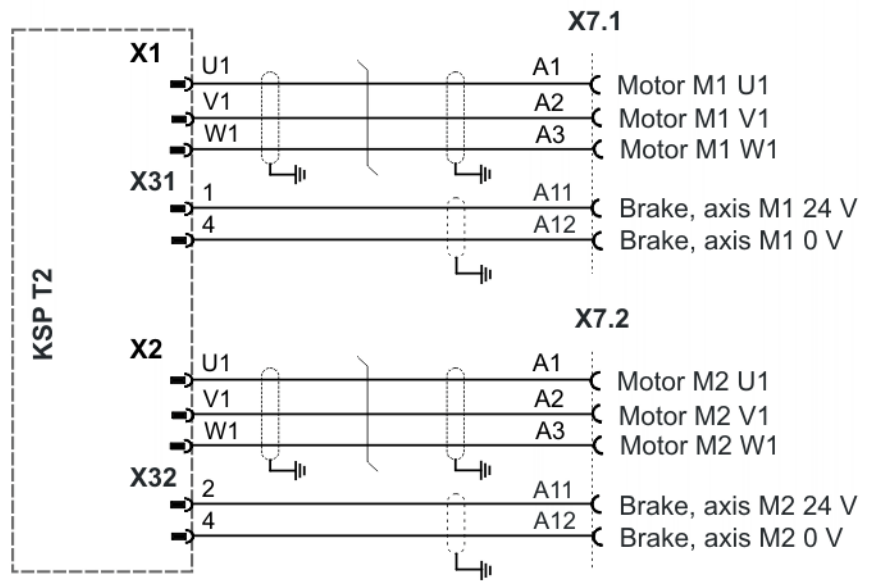 X7.1
X1
U1 A1 Motor M1 U1
V1 A2 Motor M1 V1
W1 A3 Motor M1 W1
X31
1 A11 Brake, axis M1 24 V
4 A12 Brake, axis M1 0 V
KSP T2
X7.2
X2
U1 A1 Motor M2 U1
V1 A2 Motor M2 V1
W1 A3 Motor M2 W1
X32
2 A11 Brake, axis M2 24 V
4 A12 Brake, axis M2 0 V